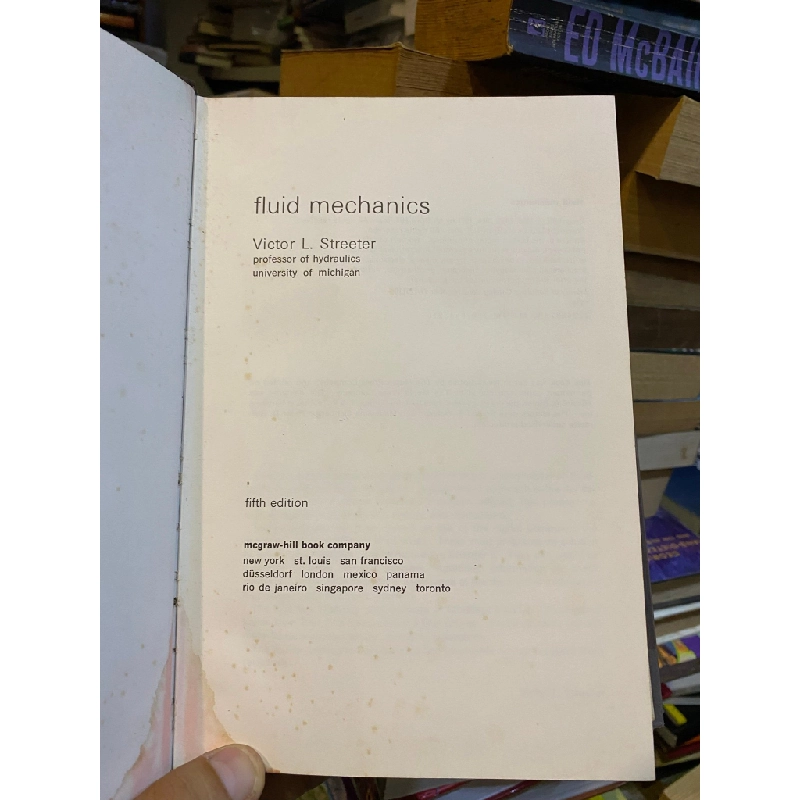 ED McBAIN
fluid mechanics
Victor L. Streeter
professor of hydraulics
university of michigan
fifth edition
mcgraw-hill book company
new york st. louis san francisco
düsseldorf london mexico panama
rio de janeiro singapore sydney toronto